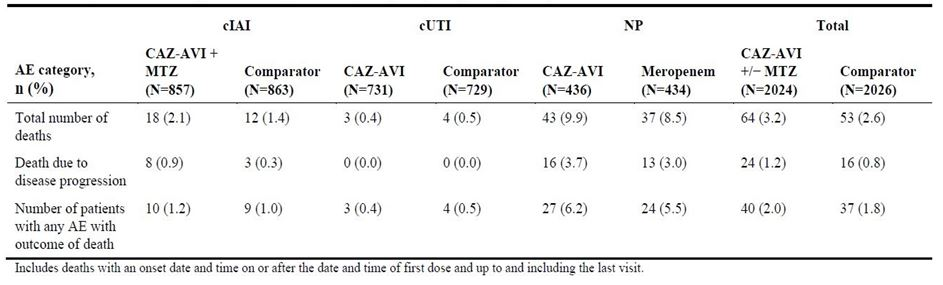 cIAI cUTI NP Total
AE category, n (%) CAZ-AVI + MTZ (N=857) Comparator (N=863) CAZ-AVI (N=731) Comparator (N=729) CAZ-AVI (N=436) Meropenem (N=434) CAZ-AVI +/− MTZ (N=2024) Comparator (N=2026)
Total number of deaths 18 (2.1) 12 (1.4) 3 (0.4) 4 (0.5) 43 (9.9) 37 (8.5) 64 (3.2) 53 (2.6)
Death due to disease progression 8 (0.9) 3 (0.3) 0 (0.0) 0 (0.0) 16 (3.7) 13 (3.0) 24 (1.2) 16 (0.8)
Number of patients with any AE with outcome of death 10 (1.2) 9 (1.0) 3 (0.4) 4 (0.5) 27 (6.2) 24 (5.5) 40 (2.0) 37 (1.8)
Includes deaths with an onset date and time on or after the date and time of first dose and up to and including the last visit.